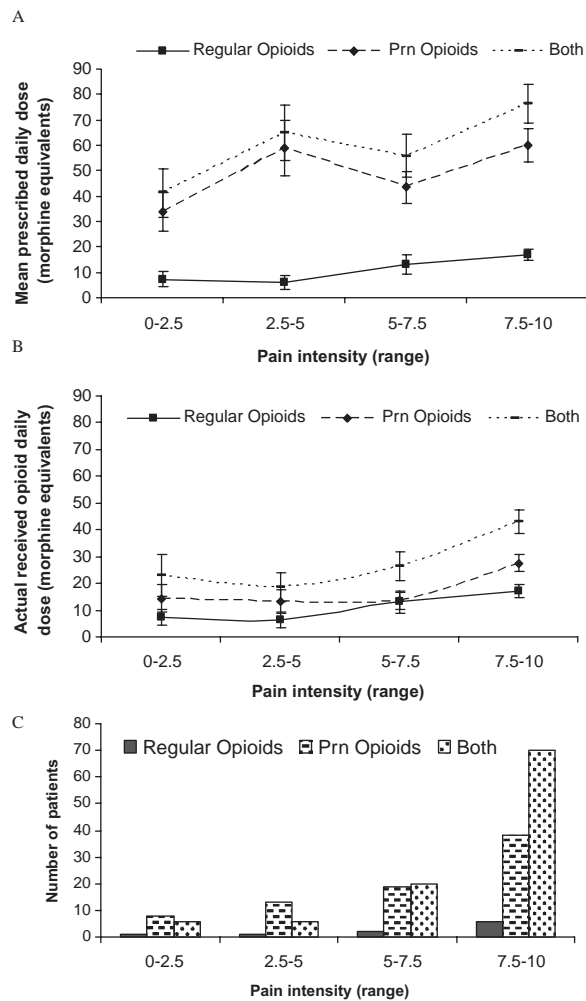 A
Regular Opioids Prn Opioids Both
90
80
70
60
50
40
30
20
10
0
Mean prescribed daily dose
(morphine equivalents)
0-2.5 2.5-5 5-7.5 7.5-10
Pain intensity (range)
B
90
80
70
60
50
40
30
20
10
0
Regular Opioids Prn Opioids Both
Actual received opioid daily
dose (morphine equivalents)
0-2.5 2.5-5 5-7.5 7.5-10
Pain intensity (range)
C
80
70
60
50
40
30
20
10
0
Regular Opioids Prn Opioids Both
Number of patients
0-2.5 2.5-5 5-7.5 7.5-10
Pain intensity (range)